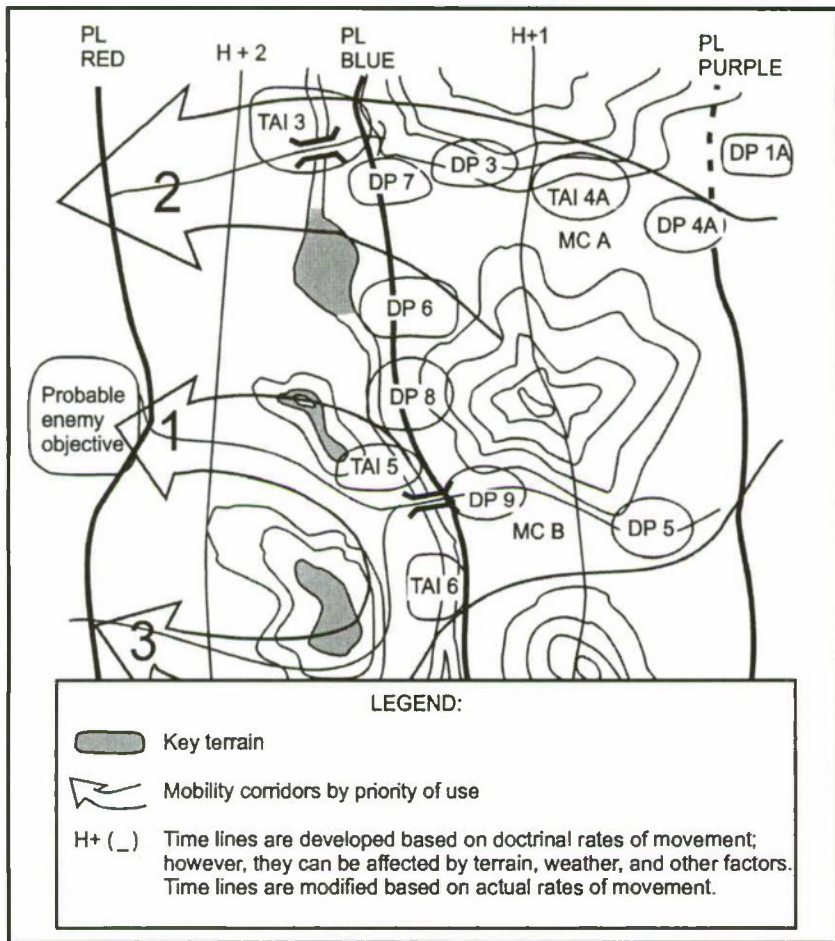 PL
RED
H + 2
PL
BLUE
H+1
PL
PURPLE
TAI 3
DP 7
DP 3
TAI 4A
DP 1A
DP 4A
MC A
2
DP 6
DP 8
Probable
enemy
objective
1
TAI 5
DP 9
MC B
DP 5
TAI 6
3
LEGEND:
Key terrain
Mobility corridors by priority of use
H+ (_) Time lines are developed based on doctrinal rates of movement;
however, they can be affected by terrain, weather, and other factors.
Time lines are modified based on actual rates of movement.